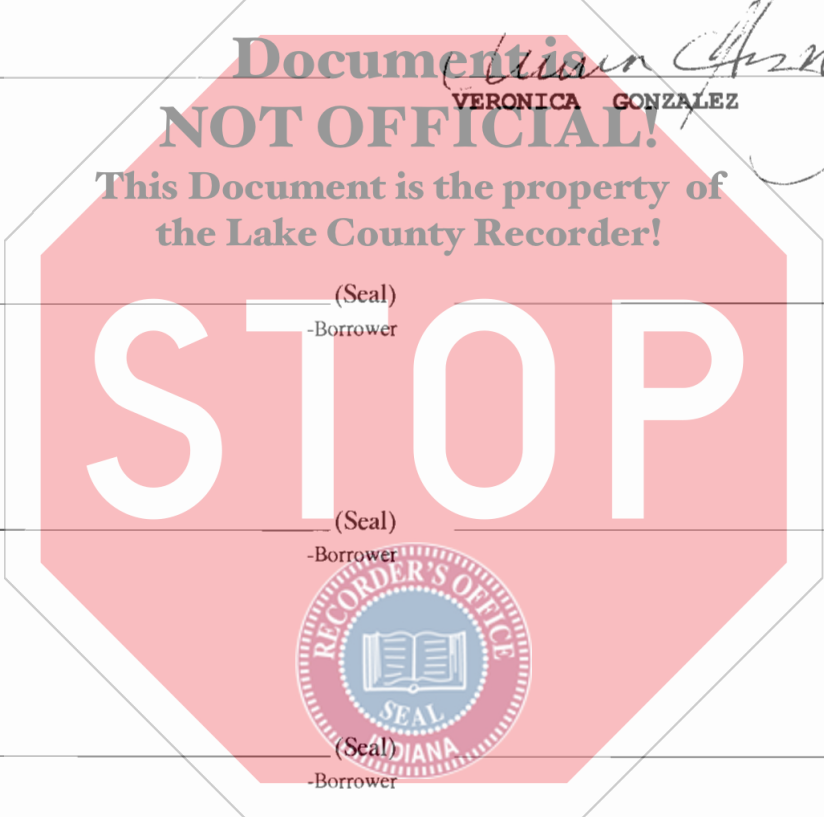 Document is
VERONICA GONZALEZ
NOT OFFICIAL!
This Document is the property of
the Lake County Recorder!
(Seal)
-Borrower
STOP
(Seal)
-Borrower
RECORDER'S OFFICE
SEAL
INDIANA
(Seal)
-Borrower